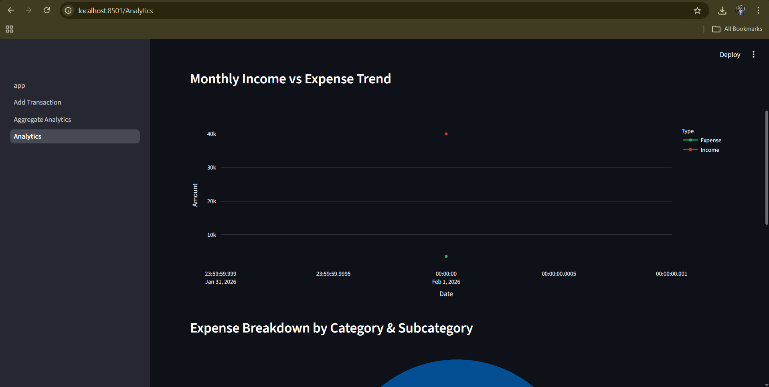 localhost:8501/Analytics
All Bookmarks
Deploy
app
Add Transaction
Aggregate Analytics
Analytics
Monthly Income vs Expense Trend
Type
Expense
Income
40k
30k
20k
10k
Amount
23:59:59.999
Jan 31, 2026
23:59:59.9995
00:00:00
Feb 1, 2026
00:00:00.0005
00:00:00.001
Date
Expense Breakdown by Category & Subcategory